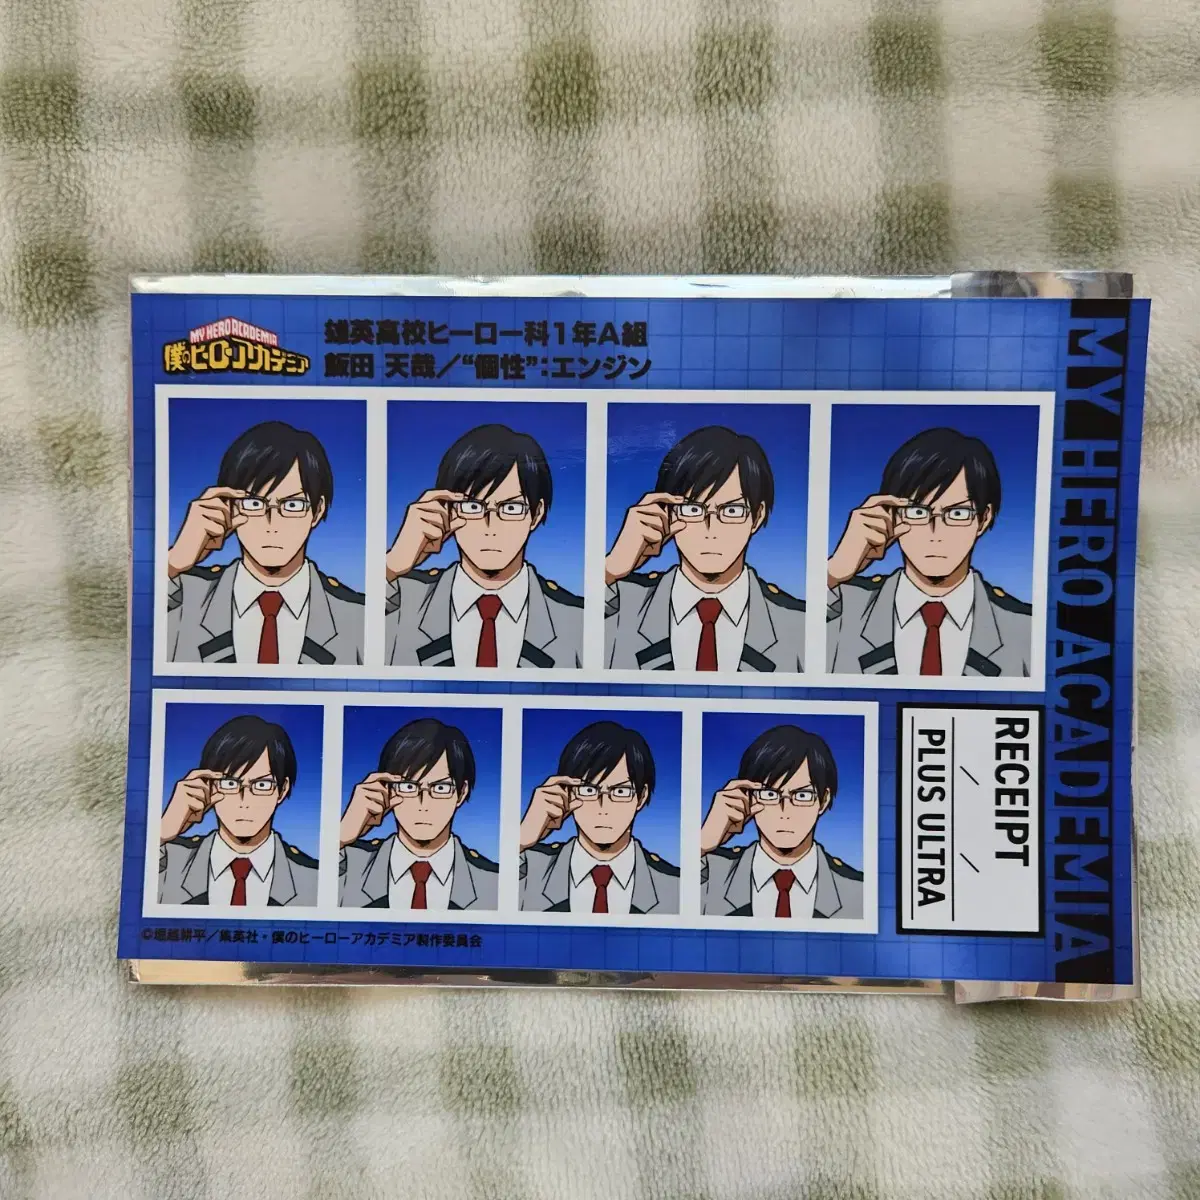 MY HERO ACADEMIA
僕のヒーローアカデミア
雄英高校ヒーロー科1年A組
飯田 天哉／“個性”：エンジン
MY HERO ACADEMIA
RECEIPT
/ /
PLUS ULTRA
©堀越耕平／集英社・僕のヒーローアカデミア製作委員会